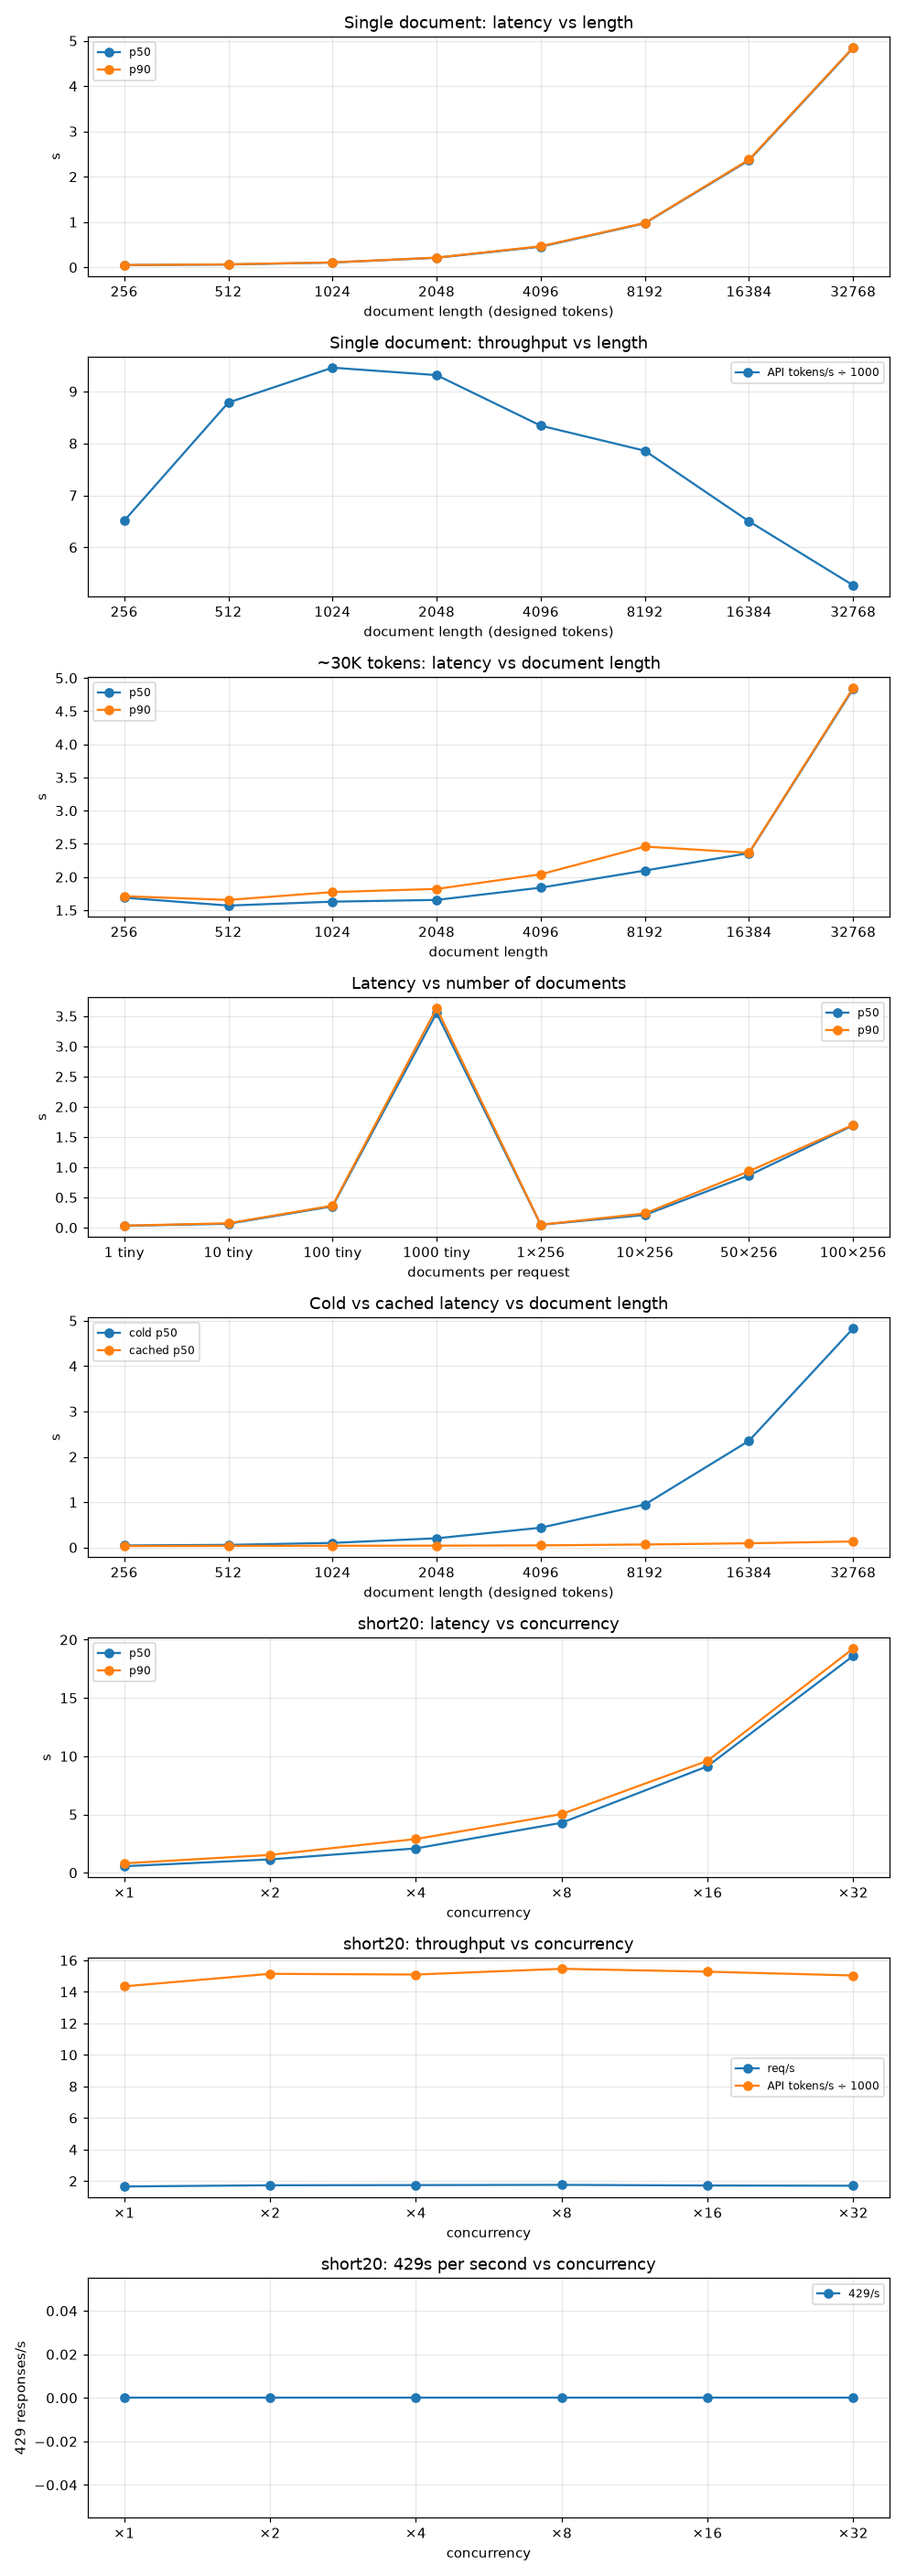 Single document: latency vs length
p50
p90
5
4
3
2
1
0
s
256 512 1024 2048 4096 8192 16384 32768
document length (designed tokens)
Single document: throughput vs length
API tokens/s ÷ 1000
9
8
7
6
256 512 1024 2048 4096 8192 16384 32768
document length (designed tokens)
~30K tokens: latency vs document length
p50
p90
5.0
4.5
4.0
3.5
3.0
2.5
2.0
1.5
s
256 512 1024 2048 4096 8192 16384 32768
document length
Latency vs number of documents
p50
p90
3.5
3.0
2.5
2.0
1.5
1.0
0.5
0.0
s
1 tiny 10 tiny 100 tiny 1000 tiny 1×256 10×256 50×256 100×256
documents per request
Cold vs cached latency vs document length
cold p50
cached p50
5
4
3
2
1
0
s
256 512 1024 2048 4096 8192 16384 32768
document length (designed tokens)
short20: latency vs concurrency
p50
p90
20
15
10
5
0
s
×1 ×2 ×4 ×8 ×16 ×32
concurrency
short20: throughput vs concurrency
16
14
12
10
8
6
4
2
req/s
API tokens/s ÷ 1000
×1 ×2 ×4 ×8 ×16 ×32
concurrency
short20: 429s per second vs concurrency
429/s
0.04
0.02
0.00
−0.02
−0.04
429 responses/s
×1 ×2 ×4 ×8 ×16 ×32
concurrency